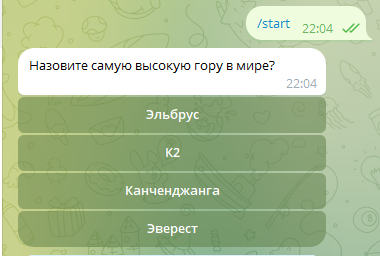 /start 22:04
Назовите самую высокую гору в мире?
22:04
Эльбрус
К2
Канченджанга
Эверест